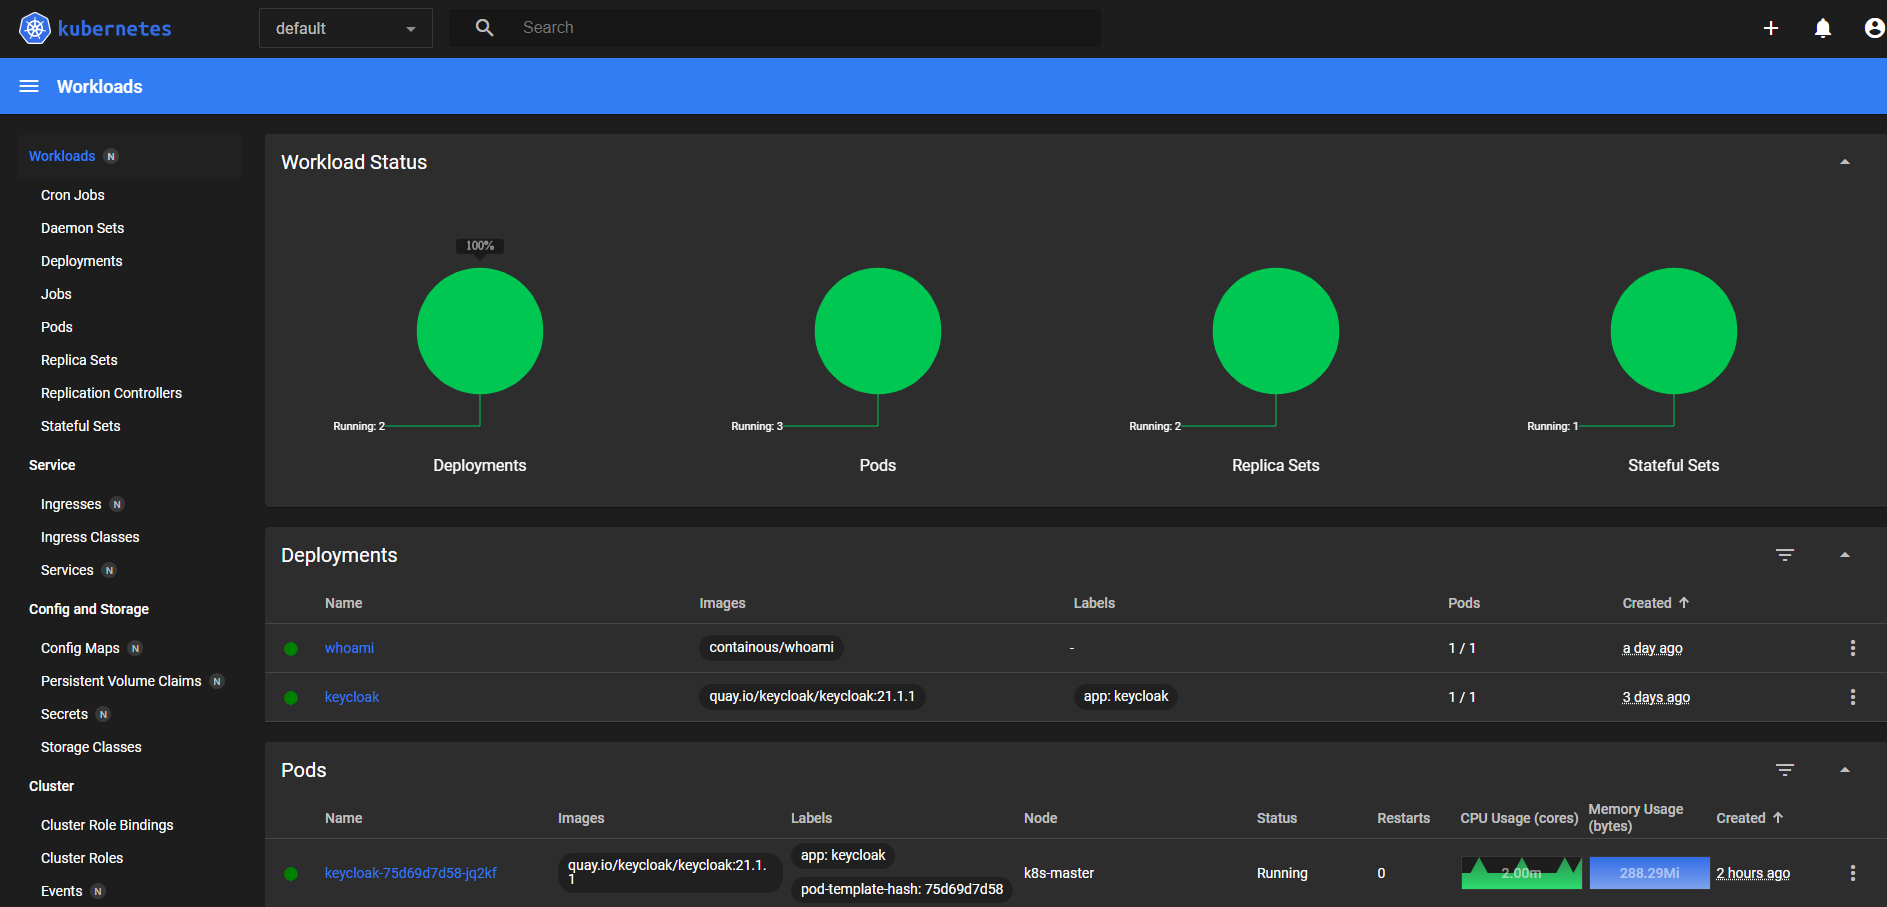 kubernetes
default
Search
Workloads
Workloads N
Cron Jobs
Daemon Sets
Deployments
Jobs
Pods
Replica Sets
Replication Controllers
Stateful Sets
Service
Ingresses N
Ingress Classes
Services N
Config and Storage
Config Maps N
Persistent Volume Claims N
Secrets N
Storage Classes
Cluster
Cluster Role Bindings
Cluster Roles
Events N
Workload Status
100%
Running: 2
Running: 3
Running: 2
Running: 1
Deployments
Pods
Replica Sets
Stateful Sets
Deployments
Name Images Labels Pods Created
whoami containous/whoami - 1 / 1 a day ago
keycloak quay.io/keycloak/keycloak:21.1.1 app: keycloak 1 / 1 3 days ago
Pods
Name Images Labels Node Status Restarts CPU Usage (cores) Memory Usage
(bytes) Created
keycloak-75d69d7d58-jq2kf quay.io/keycloak/keycloak:21.1.
1
app: keycloak
pod-template-hash: 75d69d7d58
k8s-master Running 0 2.00m 288.29Mi 2 hours ago